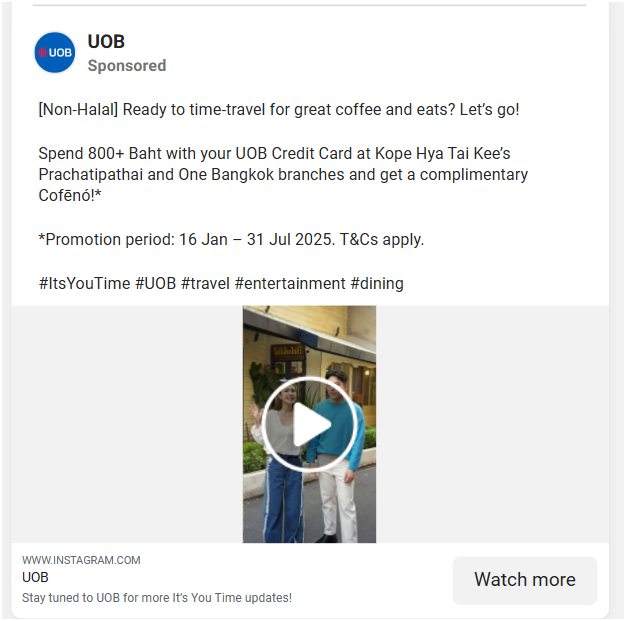 UOB
UOB
Sponsored
[Non-Halal] Ready to time-travel for great coffee and eats? Let’s go!
Spend 800+ Baht with your UOB Credit Card at Kope Hya Tai Kee’s
Prachatipathai and One Bangkok branches and get a complimentary
Cofēnó!*
*Promotion period: 16 Jan – 31 Jul 2025. T&Cs apply.
#ItsYouTime #UOB #travel #entertainment #dining
WWW.INSTAGRAM.COM
UOB
Stay tuned to UOB for more It's You Time updates!
Watch more